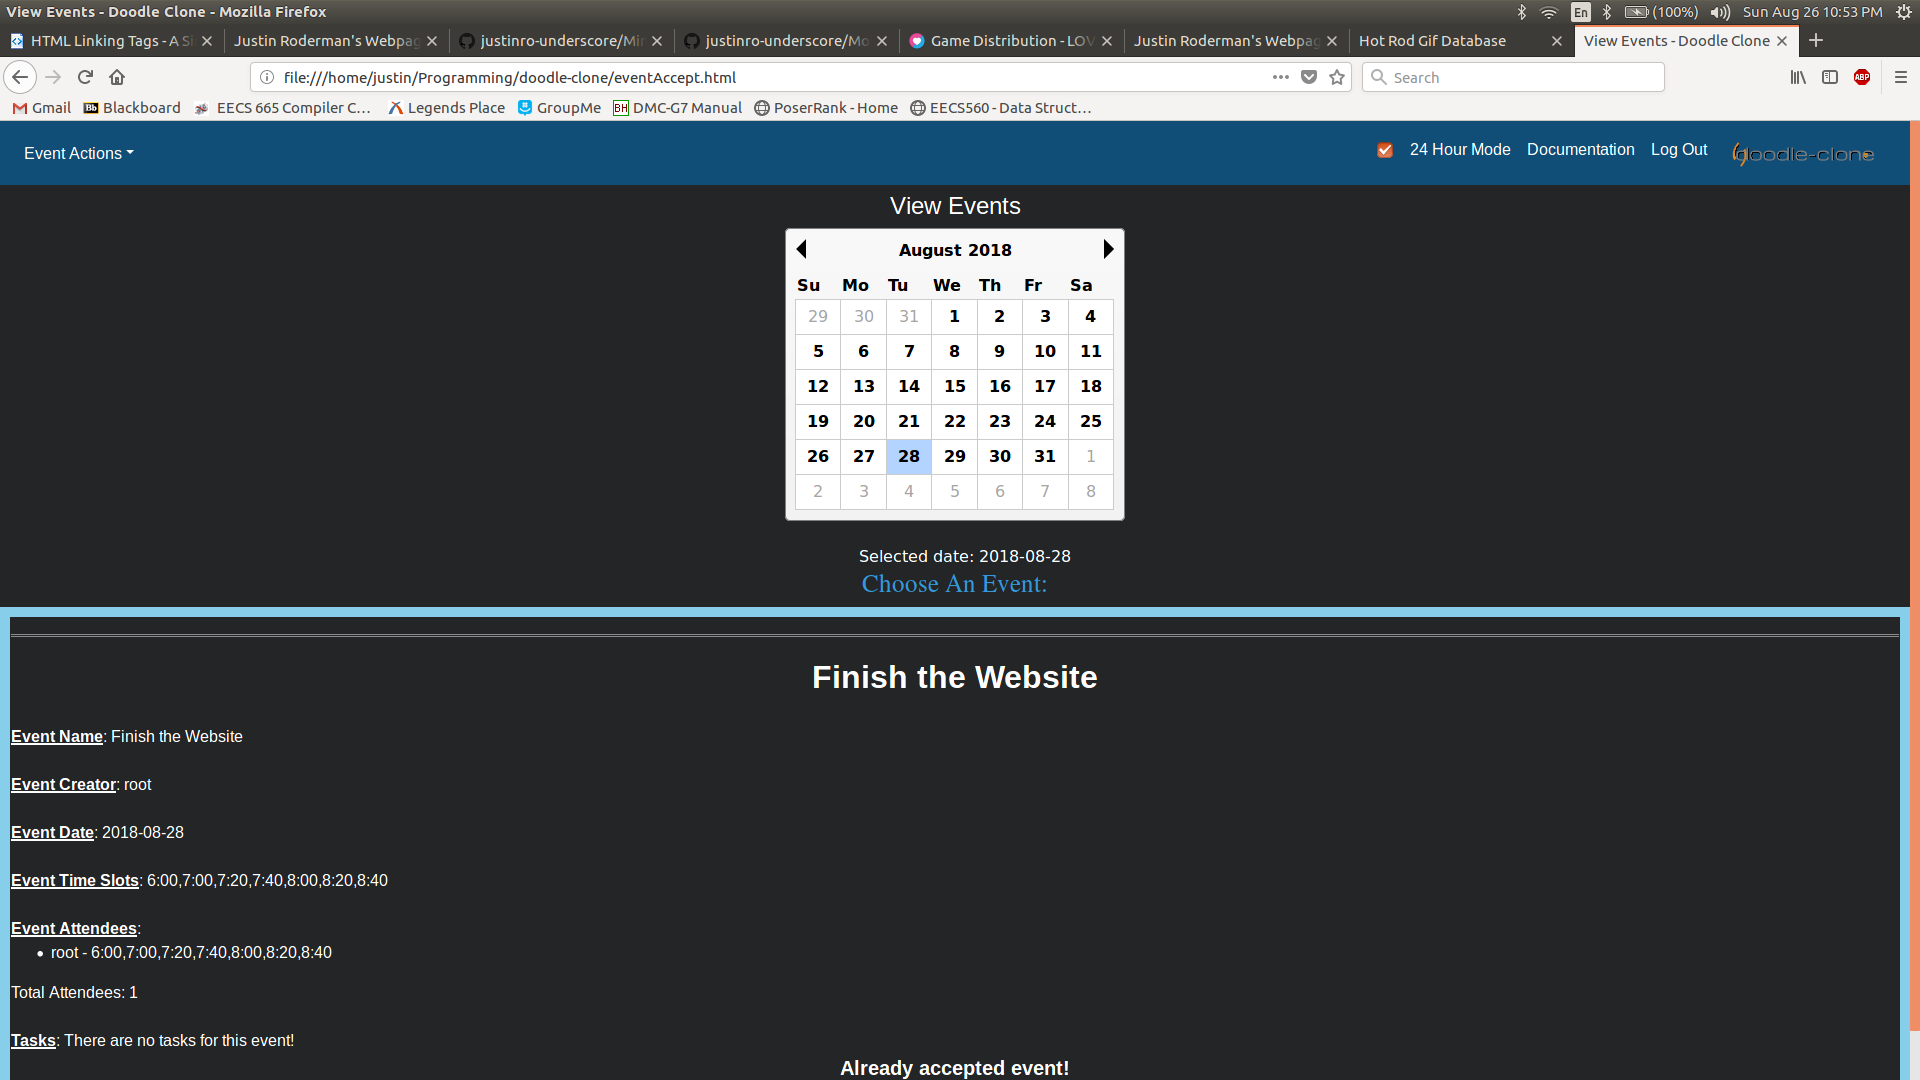 View Events - Doodle Clone - Mozilla Firefox
En (100%) Sun Aug 26 10:53 PM
HTML Linking Tags - A Si Justin Roderman's Webpag justinro-underscore/Mi justinro-underscore/Mo Game Distribution - LOV Justin Roderman's Webpag Hot Rod Gif Database View Events - Doodle Clone
file:///home/justin/Programming/doodle-clone/eventAccept.html Search ABP
Gmail Bb Blackboard EECS 665 Compiler C... Legends Place GroupMe BH DMC-G7 Manual PoserRank - Home EECS560 - Data Struct...
Event Actions 24 Hour Mode Documentation Log Out doodle-clone
View Events
August 2018
Su Mo Tu We Th Fr Sa
29 30 31 1 2 3 4
5 6 7 8 9 10 11
12 13 14 15 16 17 18
19 20 21 22 23 24 25
26 27 28 29 30 31 1
2 3 4 5 6 7 8
Selected date: 2018-08-28
Choose An Event:
Finish the Website
Event Name: Finish the Website
Event Creator: root
Event Date: 2018-08-28
Event Time Slots: 6:00,7:00,7:20,7:40,8:00,8:20,8:40
Event Attendees:
• root - 6:00,7:00,7:20,7:40,8:00,8:20,8:40
Total Attendees: 1
Tasks: There are no tasks for this event!
Already accepted event!